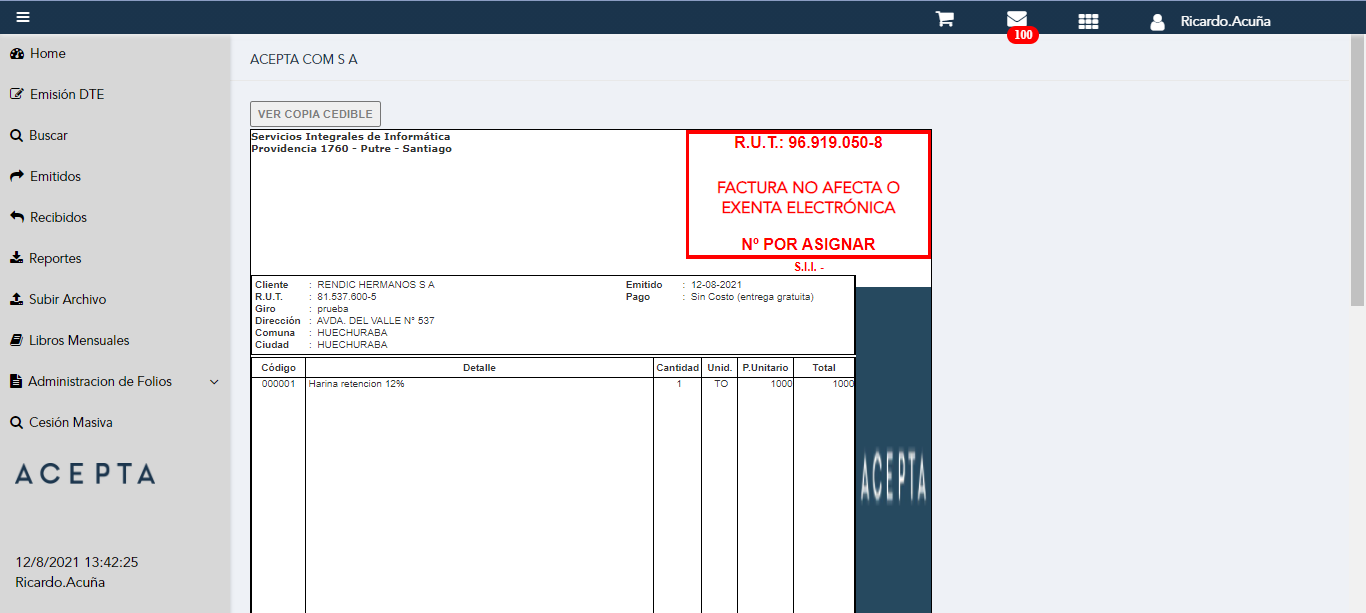 Ricardo.Acuña
100
Home
Emisión DTE
Buscar
Emitidos
Recibidos
Reportes
Subir Archivo
Libros Mensuales
Administracion de Folios
Cesión Masiva
ACEPTA
12/8/2021 13:42:25
Ricardo.Acuña
ACEPTA COM S A
VER COPIA CEDIBLE
Servicios Integrales de Informática
Providencia 1760 - Putre - Santiago
R.U.T.: 96.919.050-8
FACTURA NO AFECTA O
EXENTA ELECTRÓNICA
Nº POR ASIGNAR
S.I.I. -
Cliente : RENDIC HERMANOS S A Emitido : 12-08-2021
R.U.T. : 81.537.600-5 Pago : Sin Costo (entrega gratuita)
Giro : prueba
Dirección : AVDA. DEL VALLE N° 537
Comuna : HUECHURABA
Ciudad : HUECHURABA
Código Detalle Cantidad Unid. P.Unitario Total
000001 Harina retencion 12% 1 TO 1000 1000
ACEPTA